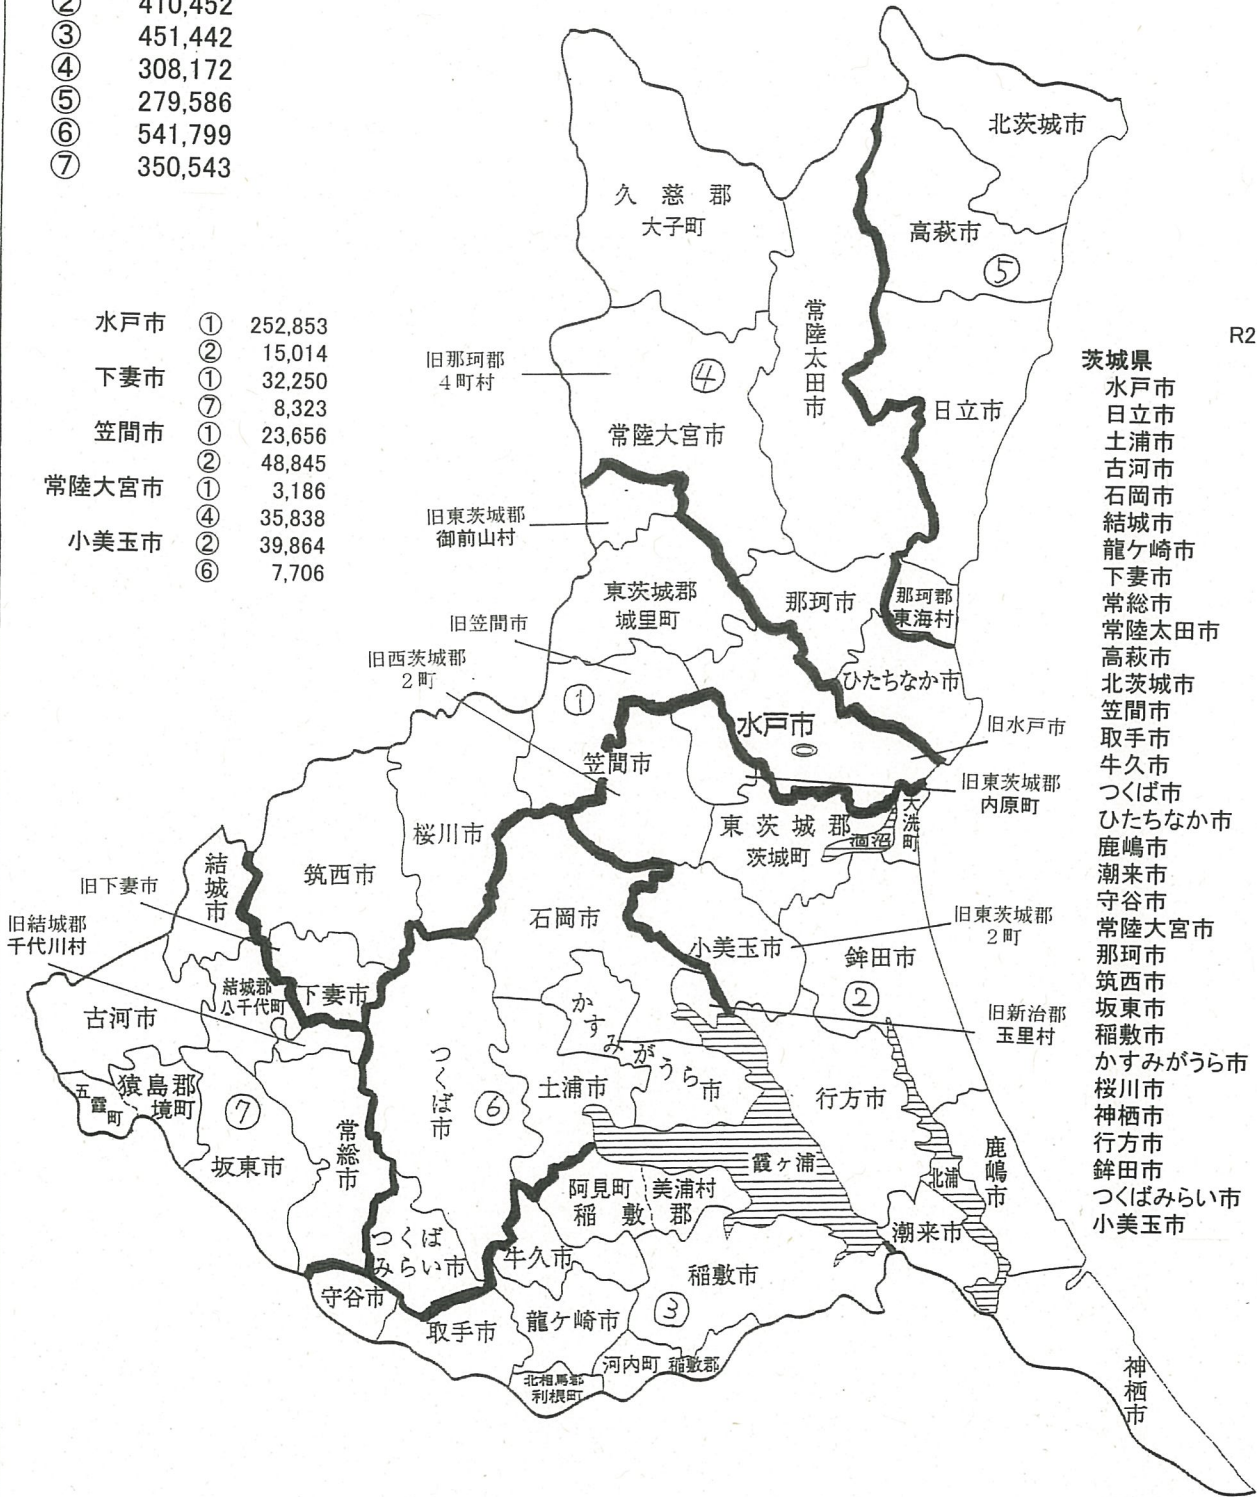 ② 410,452
③ 451,442
④ 308,172
⑤ 279,586
⑥ 541,799
⑦ 350,543
水戸市 ① 252,853
② 15,014
下妻市 ① 32,250
⑦ 8,323
笠間市 ① 23,656
② 48,845
常陸大宮市 ① 3,186
④ 35,838
小美玉市 ② 39,864
⑥ 7,706
北茨城市
久慈郡
大子町
高萩市
⑤
常陸太田市
旧那珂郡
4町村
④
日立市
常陸大宮市
旧東茨城郡
御前山村
東茨城郡
城里町
那珂市
那珂郡
東海村
旧笠間市
旧西茨城郡
2町
ひたちなか市
①
水戸市
旧水戸市
笠間市
旧東茨城郡
内原町
桜川市
東茨城郡
茨城町
涸沼
大洗町
結城市
筑西市
旧下妻市
石岡市
旧結城郡
千代川村
小美玉市
旧東茨城郡
2町
鉾田市
結城郡
八千代町
下妻市
②
かすみがうら市
旧新治郡
玉里村
古河市
つくば市
五霞町
猿島郡
境町
⑦
⑥
土浦市
行方市
坂東市
常総市
霞ヶ浦
鹿嶋市
阿見町
美浦村
稲敷郡
北浦
つくば
みらい市
牛久市
潮来市
稲敷市
守谷市
③
取手市
龍ケ崎市
河内町 稲敷郡
北相馬郡
利根町
神栖市
R2
茨城県
水戸市
日立市
土浦市
古河市
石岡市
結城市
龍ケ崎市
下妻市
常総市
常陸太田市
高萩市
北茨城市
笠間市
取手市
牛久市
つくば市
ひたちなか市
鹿嶋市
潮来市
守谷市
常陸大宮市
那珂市
筑西市
坂東市
稲敷市
かすみがうら市
桜川市
神栖市
行方市
鉾田市
つくばみらい市
小美玉市